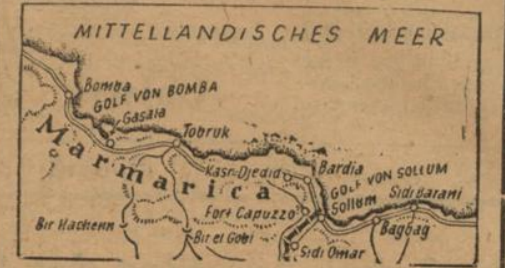 MITTELLANDISCHES MEER
Bomba
GOLF VON BOMBA
Gasala
Tobruk
Marmarica
Kasr-Djedid
Bardia
GOLF VON SOLLUM
Sollum
Sidi Barani
Fort Capuzzo
Bagbag
Bir Hacheim
Bir el Gobi
Sidi Omar